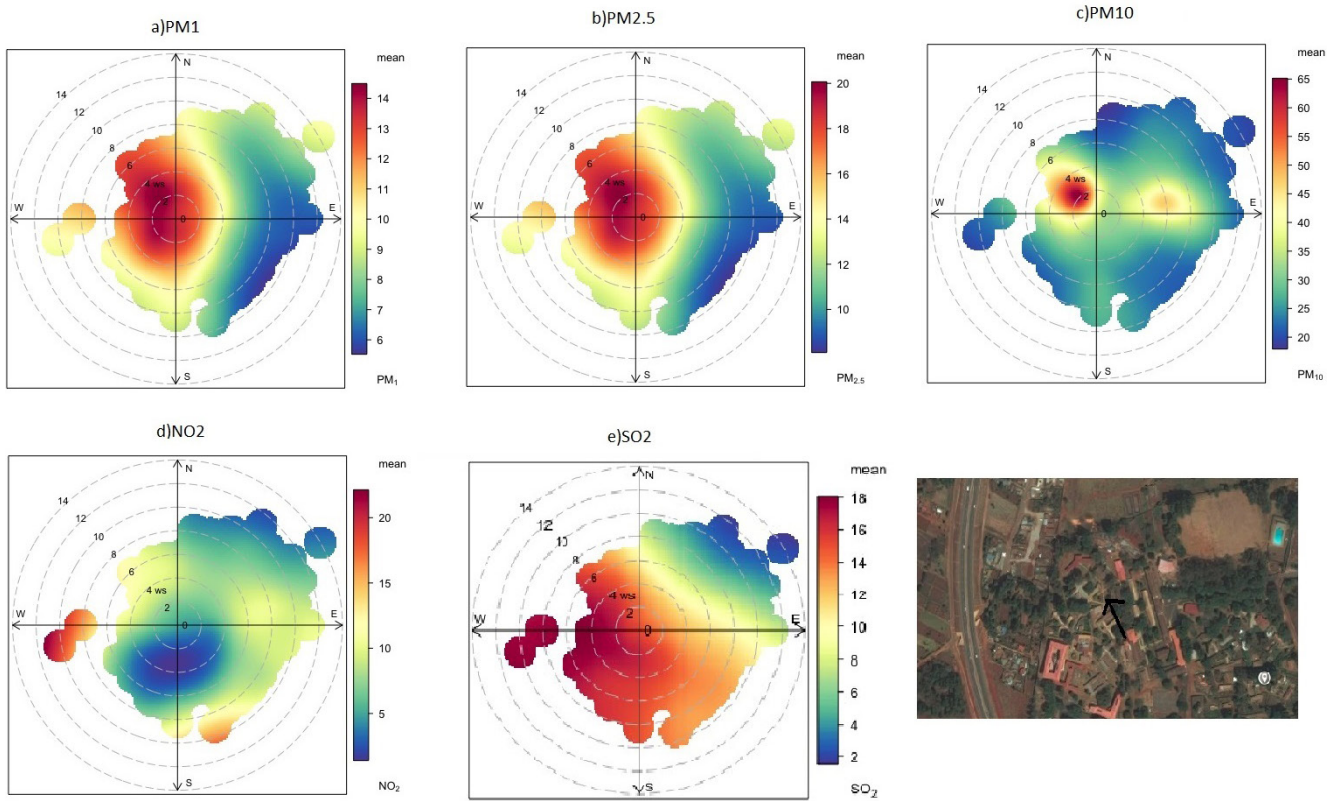 a)PM1
mean
N
14
12
10
8
6
4 ws
2
0
W
E
S
14
13
12
11
10
9
8
7
6
PM1
b)PM2.5
mean
N
14
12
10
8
6
4 ws
2
0
W
E
S
20
18
16
14
12
10
PM2.5
c)PM10
mean
N
14
12
10
8
6
4 ws
2
0
W
E
S
65
60
55
50
45
40
35
30
25
20
PM10
d)NO2
mean
N
14
12
10
8
6
4 ws
2
0
W
E
S
20
15
10
5
NO2
e)SO2
mean
N
14
12
10
8
6
4 ws
2
0
W
E
S
18
16
14
12
10
8
6
4
2
SO2